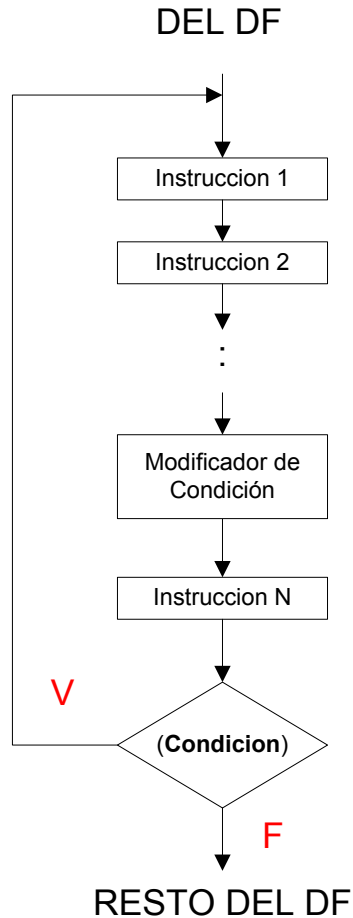 DEL DF
Instruccion 1
Instruccion 2
:
Modificador de
Condición
Instruccion N
V
(Condicion)
F
RESTO DEL DF